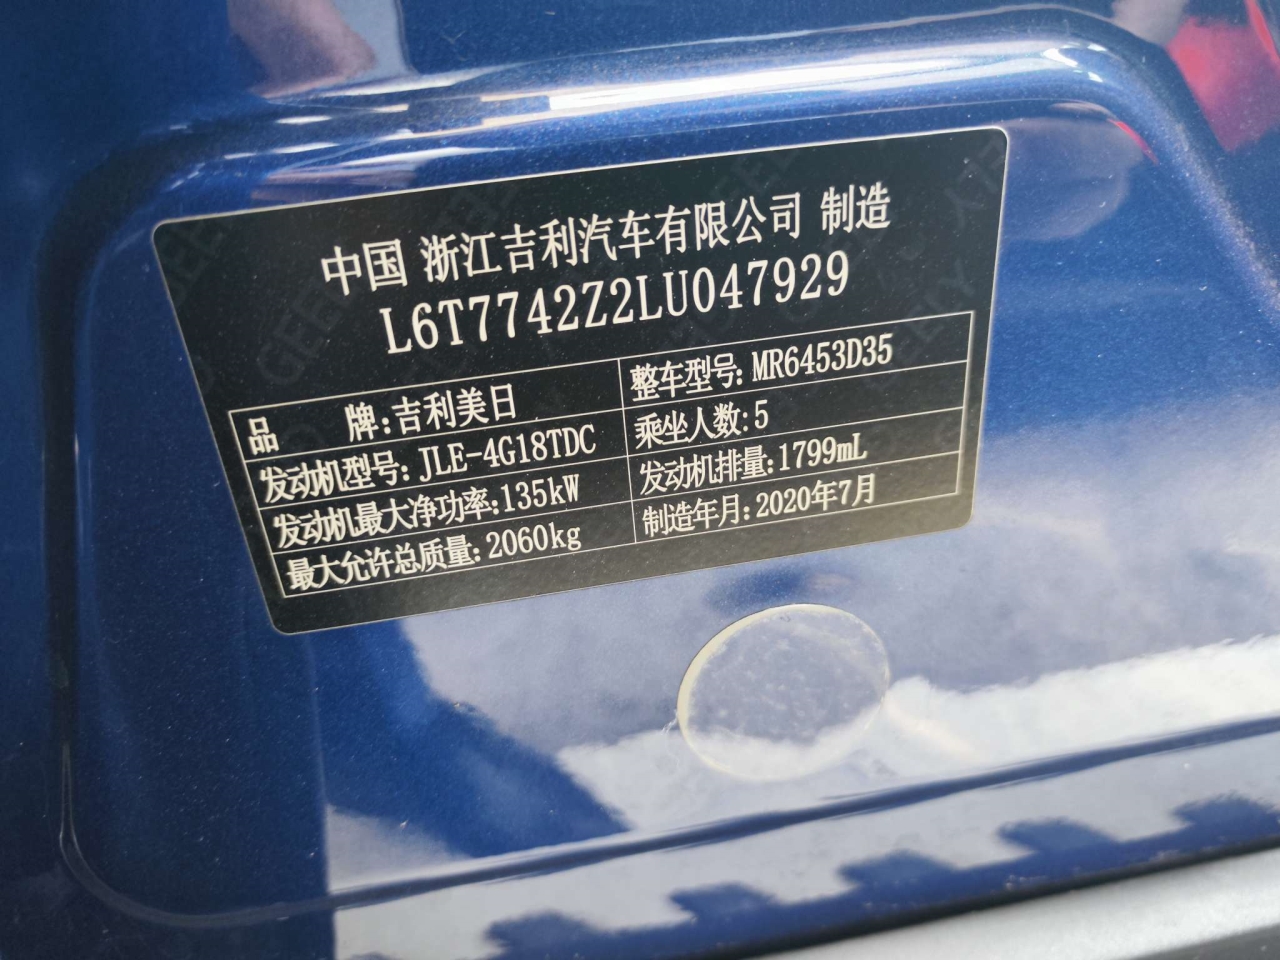 中国 浙江吉利汽车有限公司 制造
L6T7742Z2LU047929
品 牌:吉利美日 整车型号:MR6453D35
发动机型号:JLE-4G18TDC 乘坐人数:5
发动机最大净功率:135kW 发动机排量:1799mL
最大允许总质量:2060kg 制造年月:2020年7月